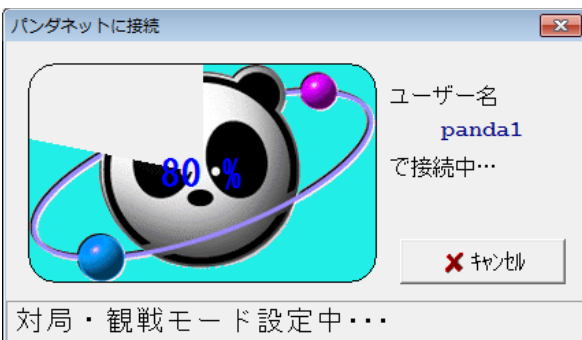 パンダネットに接続
ユーザー名
panda1
で接続中…
80 %
キャンセル
対局・観戦モード設定中・・・